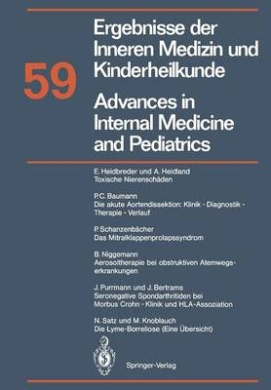 59
Ergebnisse der
Inneren Medizin und
Kinderheilkunde
Advances in
Internal Medicine
and Pediatrics
E. Heidbreder und A. Heidland
Toxische Nierenschäden
P.C. Baumann
Die akute Aortendissektion: Klinik - Diagnostik -
Therapie - Verlauf
P. Schanzenbächer
Das Mitralklappenprolapssyndrom
B. Niggemann
Aerosoltherapie bei obstruktiven Atemwegs-
erkrankungen
J. Purrmann und J. Bertrams
Seronegative Spondarthritiden bei
Morbus Crohn - Klinik und HLA-Assoziation
N. Satz und M. Knoblauch
Die Lyme-Borreliose (Eine Übersicht)
Springer-Verlag